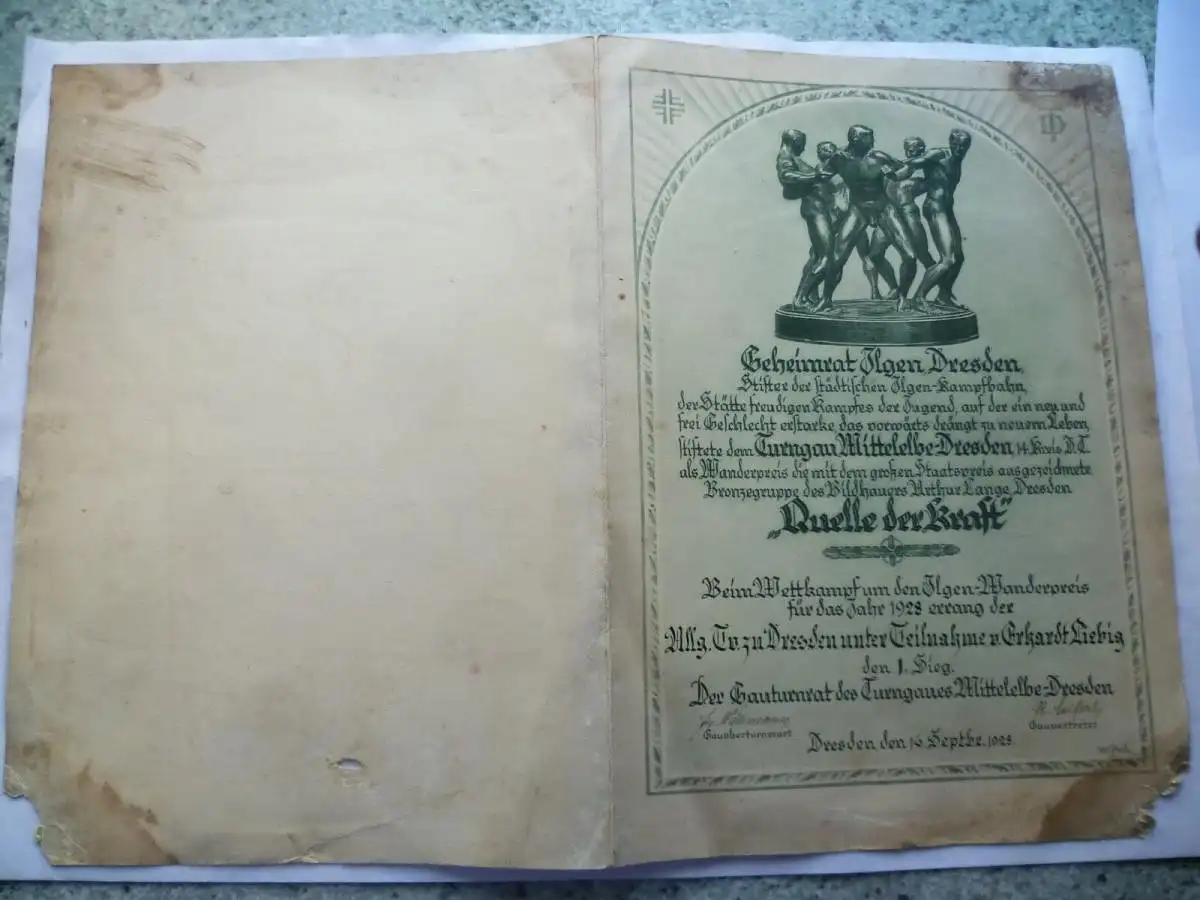 Geheimrat Ilgen, Dresden,
Stifter der städtischen Ilgen-Kampfbahn,
der Stätte freudigen Kampfes der Jugend, auf der ein neu und
frei Geschlecht erstarke, das vorwärts drängt zu neuem Leben,
stiftete dem Turngau Mittelelbe-Dresden, 14. Kreis D.T.
als Wanderpreis die mit dem großen Staatspreis ausgezeichnete
Bronzegruppe des Bildhauers Arthur Lange, Dresden
„Quelle der Kraft"
Beim Wettkampf um den Ilgen-Wanderpreis
für das Jahr 1928 errang der
Allg. Tv. zu Dresden unter Teilnahme v. Erhardt Liebig
den 1. Sieg.
Der Gauturnrat des Turngaues Mittelelbe-Dresden
Gauoberturnwart
Gauvertreter
Dresden, den 16. Septbr. 1928.